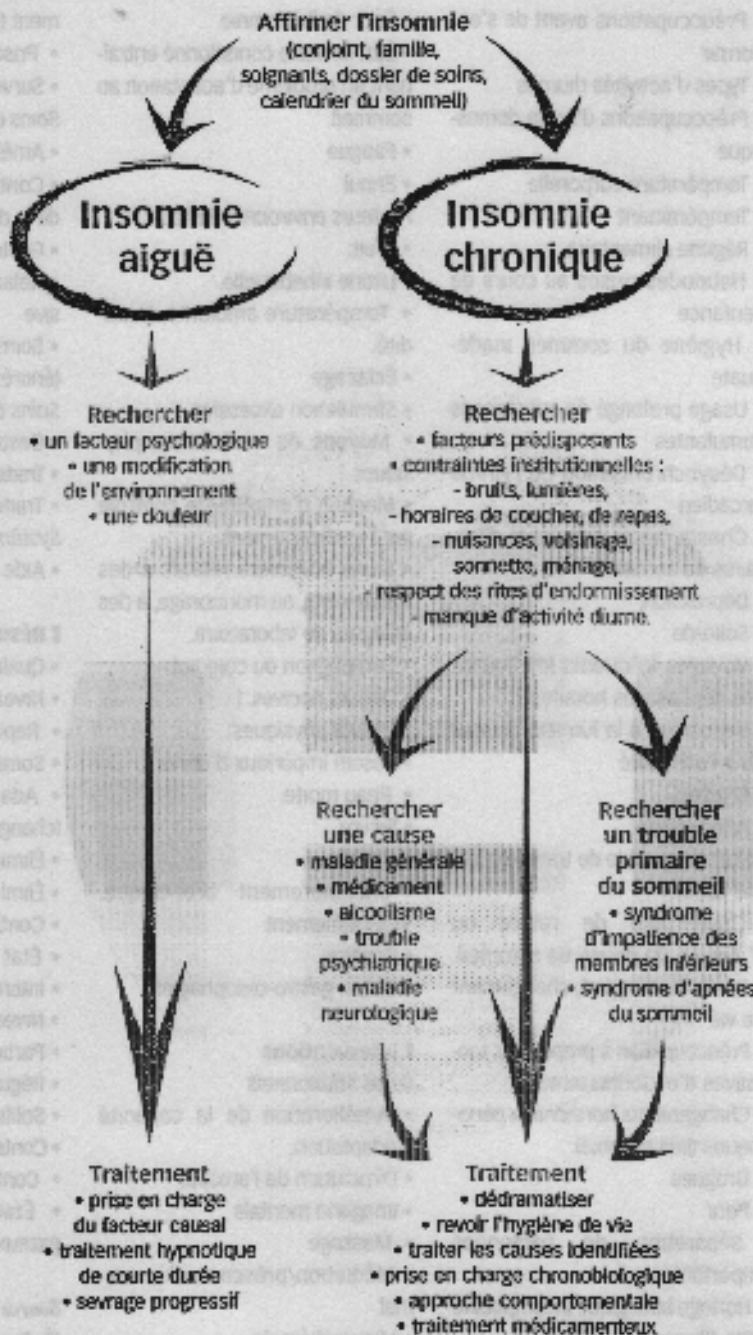 Affirmer l'insomnie
(conjoint, famille,
soignants, dossier de soins,
calendrier du sommeil)
Insomnie
aiguë
Insomnie
chronique
Rechercher
• un facteur psychologique
• une modification
de l'environnement
• une douleur
Rechercher
• facteurs prédisposants
• contraintes institutionnelles :
- bruits, lumières,
- horaires de coucher, de repas,
- nuisances, voisinage,
sonnette, ménage,
- respect des rites d'endormissement
- manque d'activité diurne.
Rechercher
une cause
• maladie générale
• médicament
• alcoolisme
• trouble
psychiatrique
• maladie
neurologique
Rechercher
un trouble
primaire
du sommeil
• syndrome
d'impatience des
membres inférieurs
• syndrome d'apnées
du sommeil
Traitement
• prise en charge
du facteur causal
• traitement hypnotique
de courte durée
• sevrage progressif
Traitement
• dédramatiser
• revoir l'hygiène de vie
• traiter les causes identifiées
• prise en charge chronobiologique
• approche comportementale
• traitement médicamenteux